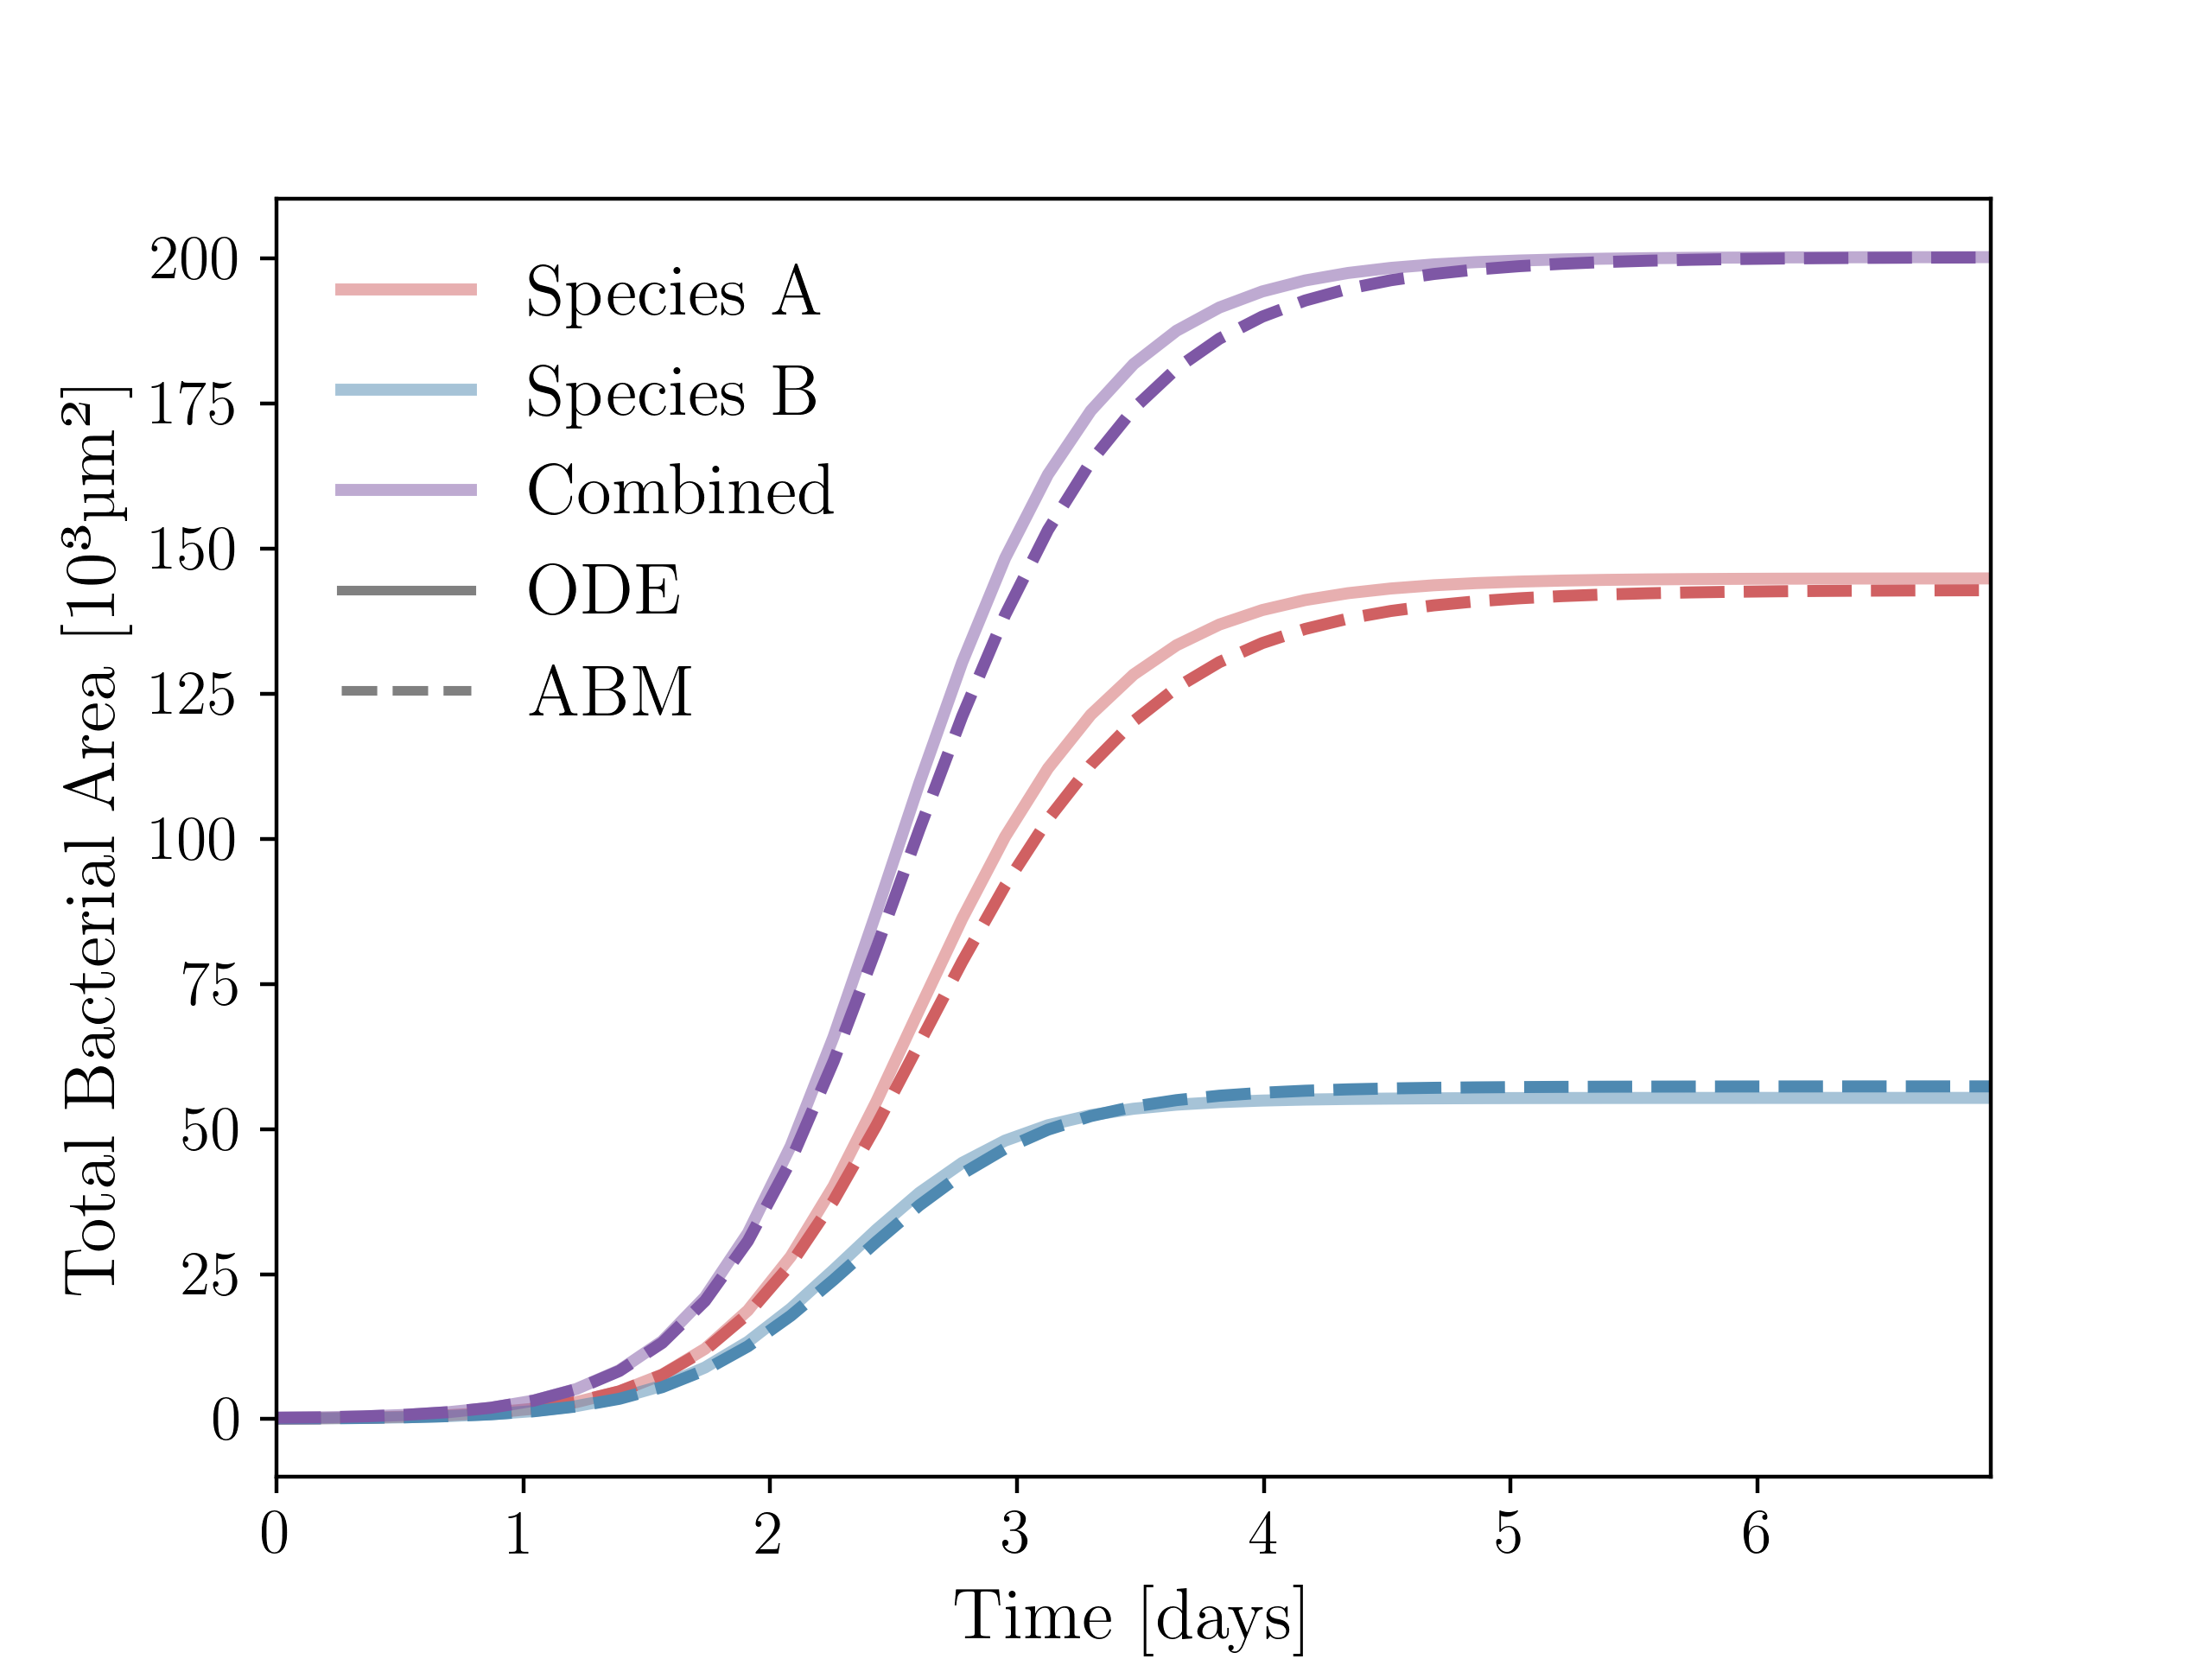 Total Bacterial Area [10³µm²]
200
175
150
125
100
75
50
25
0
Species A
Species B
Combined
ODE
ABM
0 1 2 3 4 5 6
Time [days]